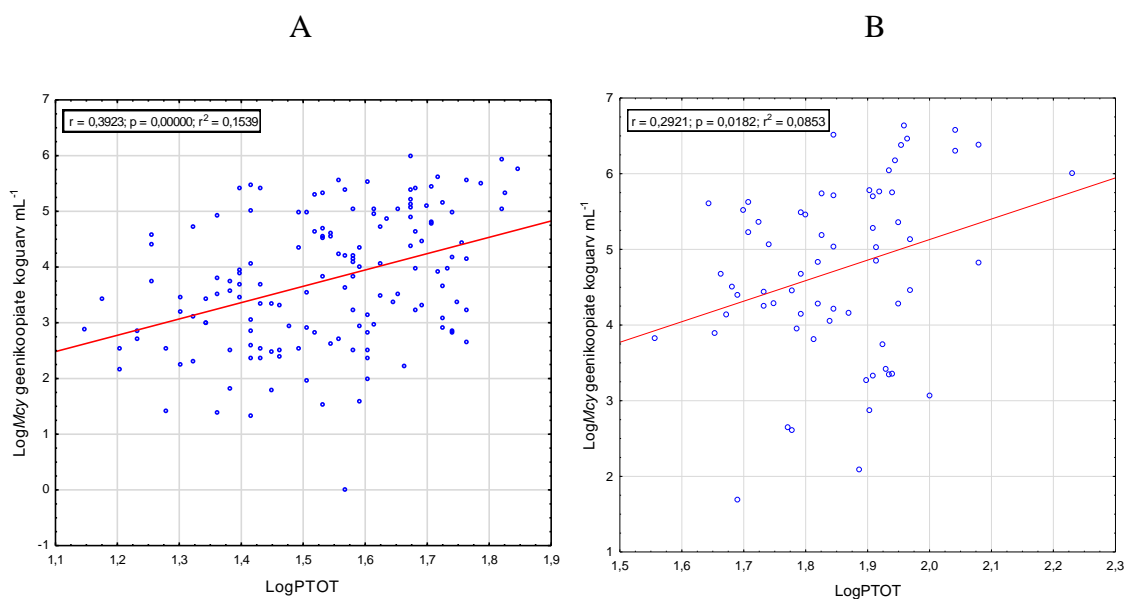 A
B
r = 0,3923; p = 0,00000; r² = 0,1539
7
6
5
4
3
2
1
0
-1
LogMcy geenikoopiate koguarv mL⁻¹
1,1 1,2 1,3 1,4 1,5 1,6 1,7 1,8 1,9
LogPTOT
r = 0,2921; p = 0,0182; r² = 0,0853
7
6
5
4
3
2
1
LogMcy geenikoopiate koguarv mL⁻¹
1,5 1,6 1,7 1,8 1,9 2,0 2,1 2,2 2,3
LogPTOT